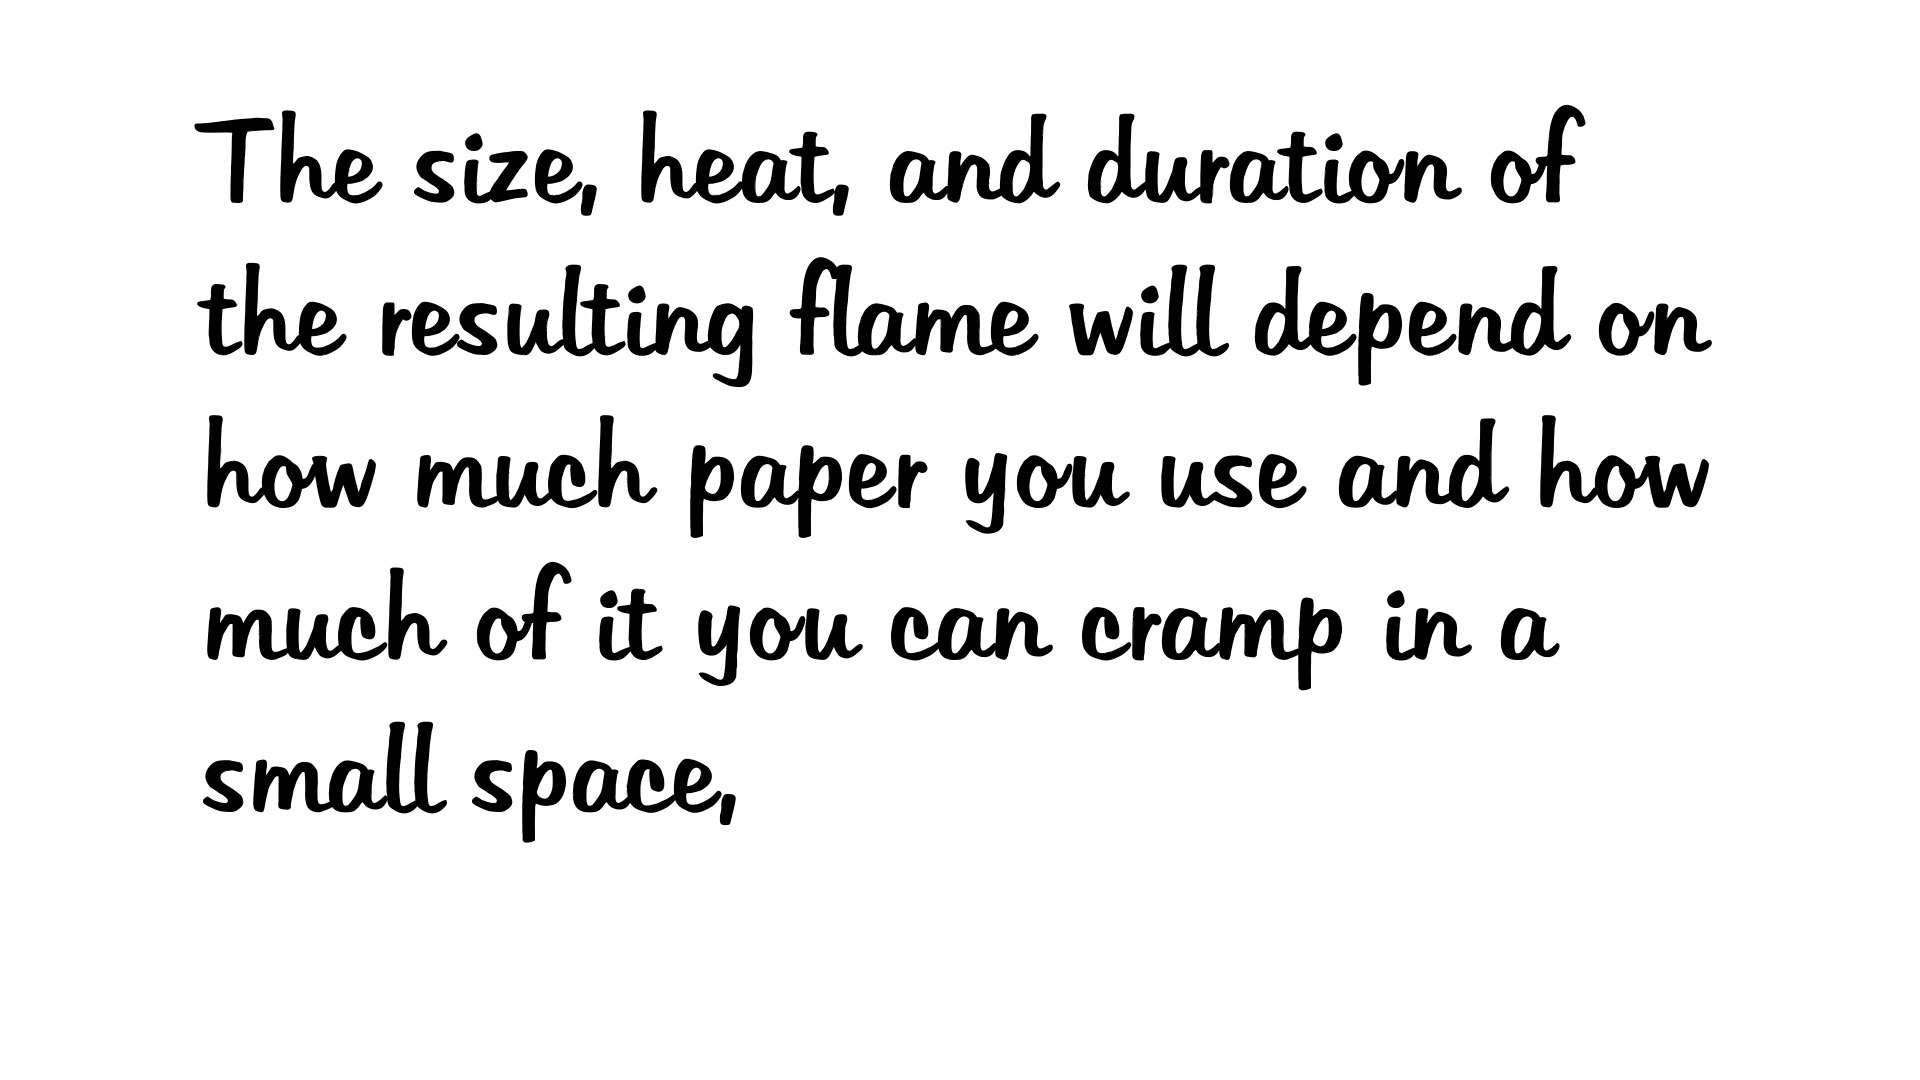 The size, heat, and duration of
the resulting flame will depend on
how much paper you use and how
much of it you can cramp in a
small space,